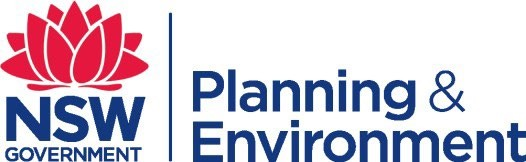 NSW
GOVERNMENT
Planning &
Environment